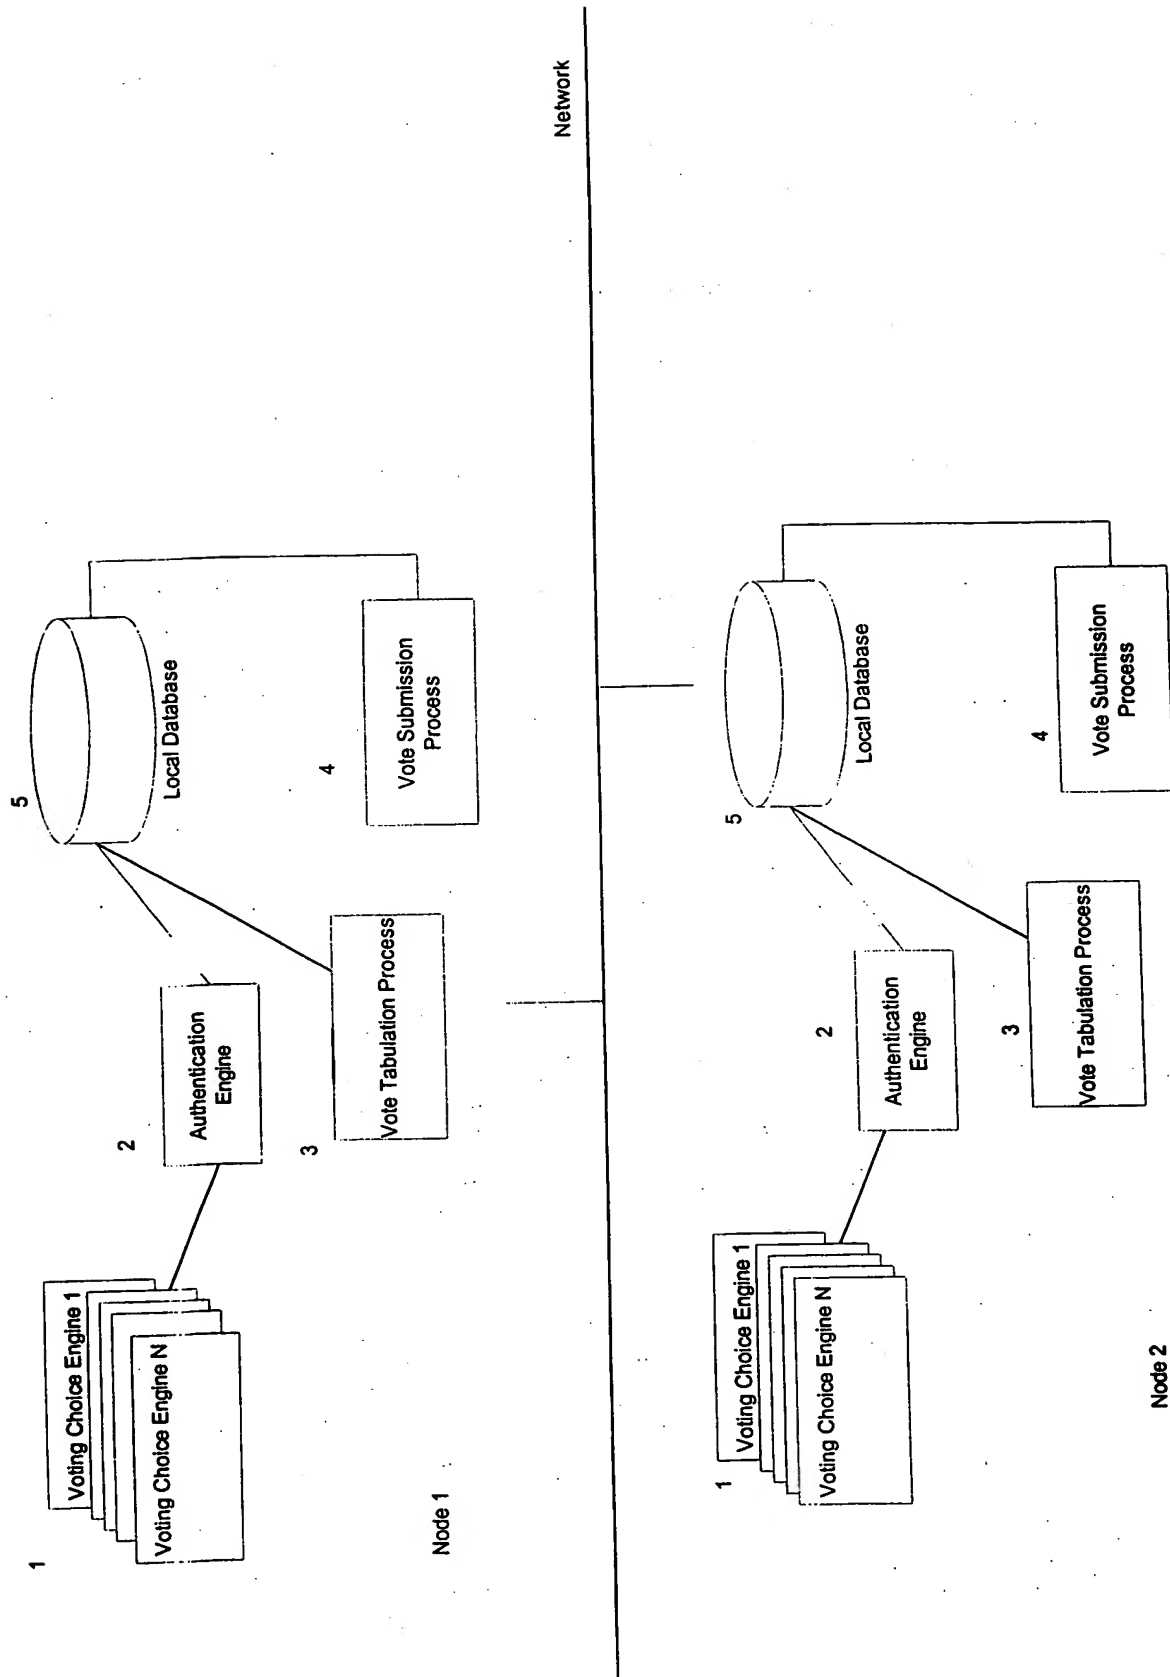 1
Voting Choice Engine 1
Voting Choice Engine N
2
Authentication
Engine
3
Vote Tabulation Process
5
Local Database
4
Vote Submission
Process
Node 1
Network
1
Voting Choice Engine 1
Voting Choice Engine N
2
Authentication
Engine
3
Vote Tabulation Process
5
Local Database
4
Vote Submission
Process
Node 2